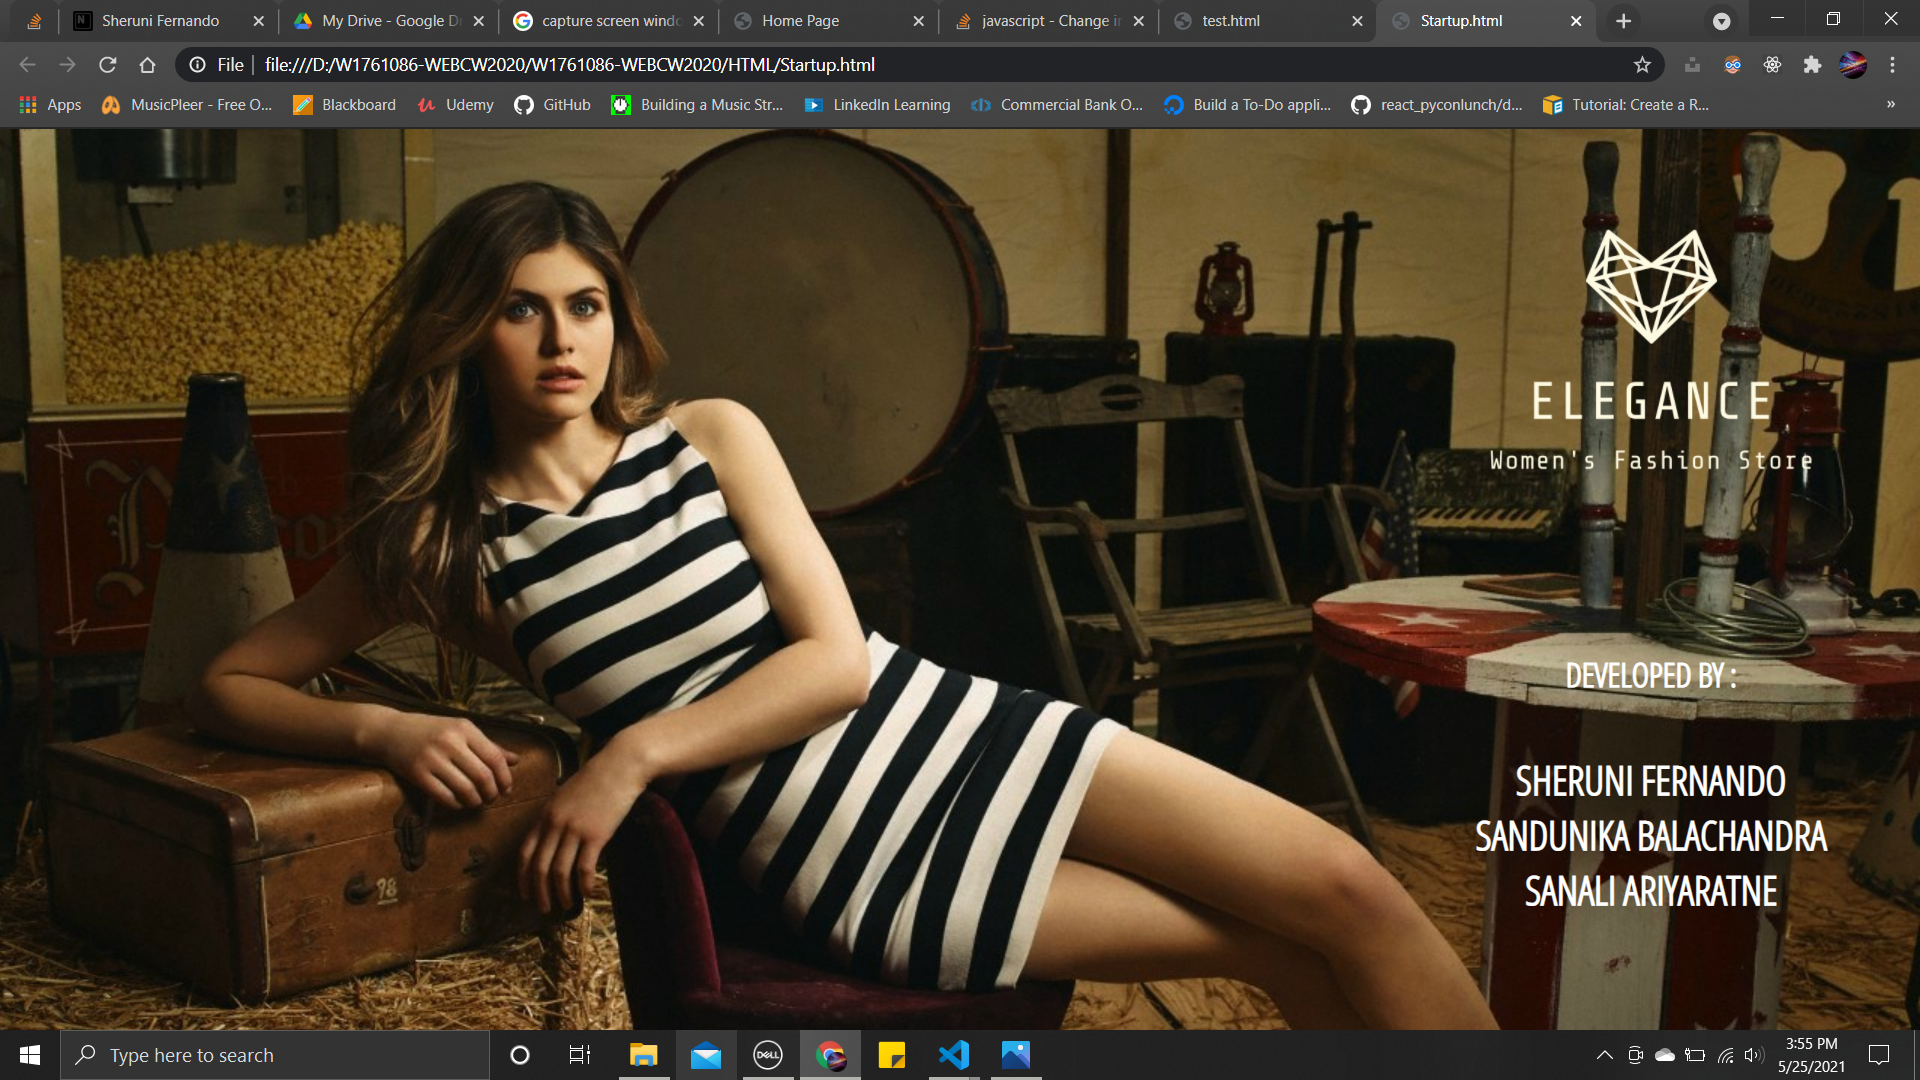 Sheruni Fernando
My Drive - Google Dr
capture screen windo
Home Page
javascript - Change in
test.html
Startup.html
File
file:///D:/W1761086-WEBCW2020/W1761086-WEBCW2020/HTML/Startup.html
Apps
MusicPleer - Free O...
Blackboard
Udemy
GitHub
Building a Music Str...
LinkedIn Learning
Commercial Bank O...
Build a To-Do appli...
react_pyconlunch/d...
Tutorial: Create a R...
»
98
ELEGANCE
Women's Fashion Store
DEVELOPED BY :
SHERUNI FERNANDO
SANDUNIKA BALACHANDRA
SANALI ARIYARATNE
Type here to search
DELL
3:55 PM
5/25/2021